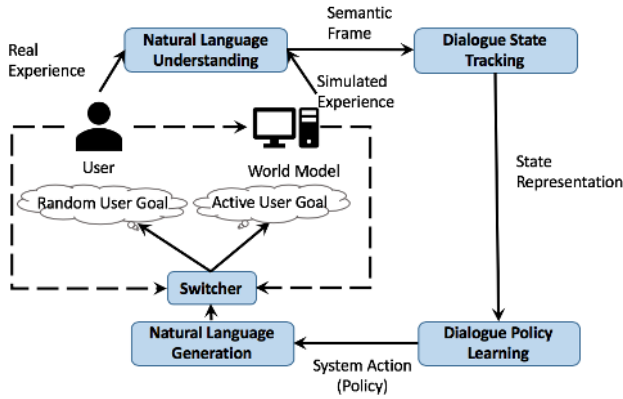 Semantic
Frame
Real
Experience
Natural Language
Understanding
Dialogue State
Tracking
Simulated
Experience
User
World Model
State
Representation
Random User Goal
Active User Goal
Switcher
Natural Language
Generation
Dialogue Policy
Learning
System Action
(Policy)